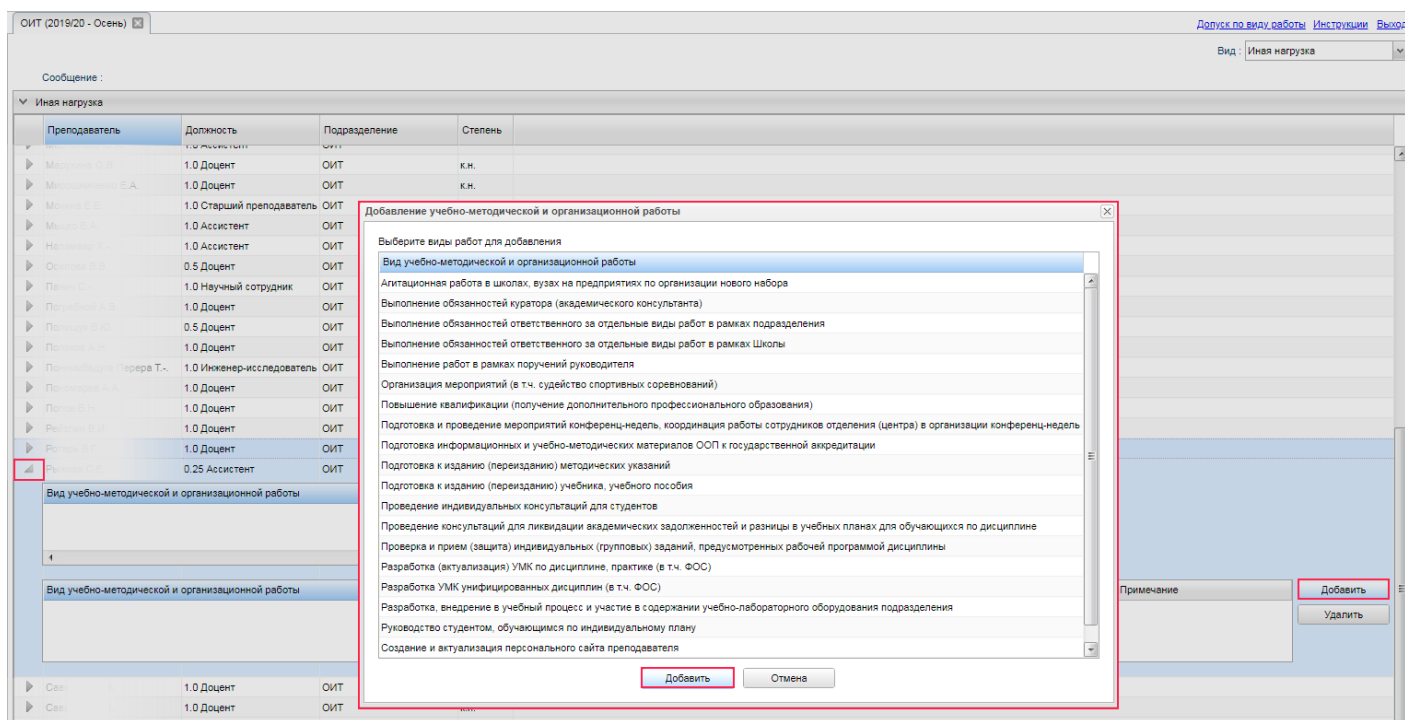 ОИТ (2019/20 - Осень)
Допуск по виду работы Инструкции Выход
Вид : Иная нагрузка
Сообщение :
Иная нагрузка
Преподаватель Должность Подразделение Степень
1.0 Ассистент ОИТ
1.0 Доцент ОИТ к.н.
Е.А. 1.0 Доцент ОИТ к.н.
1.0 Старший преподаватель ОИТ
1.0 Ассистент ОИТ
1.0 Ассистент ОИТ
0.5 Доцент ОИТ
1.0 Научный сотрудник ОИТ
1.0 Доцент ОИТ
0.5 Доцент ОИТ
1.0 Доцент ОИТ
Перера Т.-. 1.0 Инженер-исследователь ОИТ
1.0 Доцент ОИТ
1.0 Доцент ОИТ
1.0 Доцент ОИТ
1.0 Доцент ОИТ
0.25 Ассистент ОИТ
Вид учебно-методической и организационной работы
Вид учебно-методической и организационной работы Примечание
Добавить
Удалить
1.0 Доцент ОИТ
1.0 Доцент ОИТ
Добавление учебно-методической и организационной работы
Выберите виды работ для добавления
Вид учебно-методической и организационной работы
Агитационная работа в школах, вузах на предприятиях по организации нового набора
Выполнение обязанностей куратора (академического консультанта)
Выполнение обязанностей ответственного за отдельные виды работ в рамках подразделения
Выполнение обязанностей ответственного за отдельные виды работ в рамках Школы
Выполнение работ в рамках поручений руководителя
Организация мероприятий (в т.ч. судейство спортивных соревнований)
Повышение квалификации (получение дополнительного профессионального образования)
Подготовка и проведение мероприятий конференц-недель, координация работы сотрудников отделения (центра) в организации конференц-недель
Подготовка информационных и учебно-методических материалов ООП к государственной аккредитации
Подготовка к изданию (переизданию) методических указаний
Подготовка к изданию (переизданию) учебника, учебного пособия
Проведение индивидуальных консультаций для студентов
Проведение консультаций для ликвидации академических задолженностей и разницы в учебных планах для обучающихся по дисциплине
Проверка и прием (защита) индивидуальных (групповых) заданий, предусмотренных рабочей программой дисциплины
Разработка (актуализация) УМК по дисциплине, практике (в т.ч. ФОС)
Разработка УМК унифицированных дисциплин (в т.ч. ФОС)
Разработка, внедрение в учебный процесс и участие в содержании учебно-лабораторного оборудования подразделения
Руководство студентом, обучающимся по индивидуальному плану
Создание и актуализация персонального сайта преподавателя
Добавить Отмена